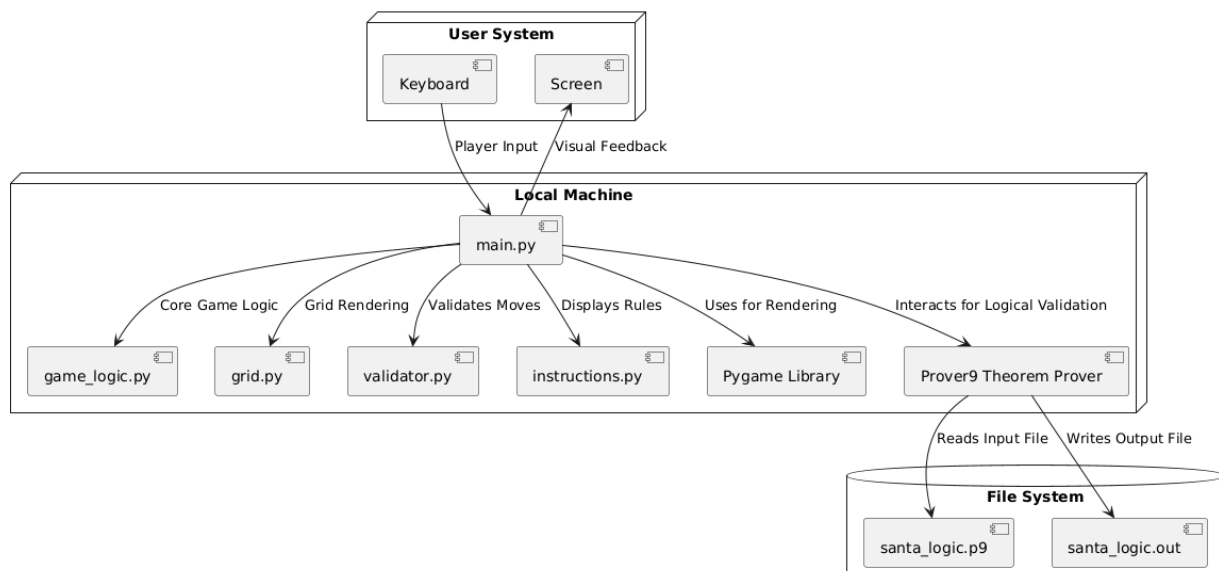 User System
Keyboard
Screen
Player Input
Visual Feedback
Local Machine
main.py
Core Game Logic
Grid Rendering
Validates Moves
Displays Rules
Uses for Rendering
Interacts for Logical Validation
game_logic.py
grid.py
validator.py
instructions.py
Pygame Library
Prover9 Theorem Prover
Reads Input File
Writes Output File
File System
santa_logic.p9
santa_logic.out